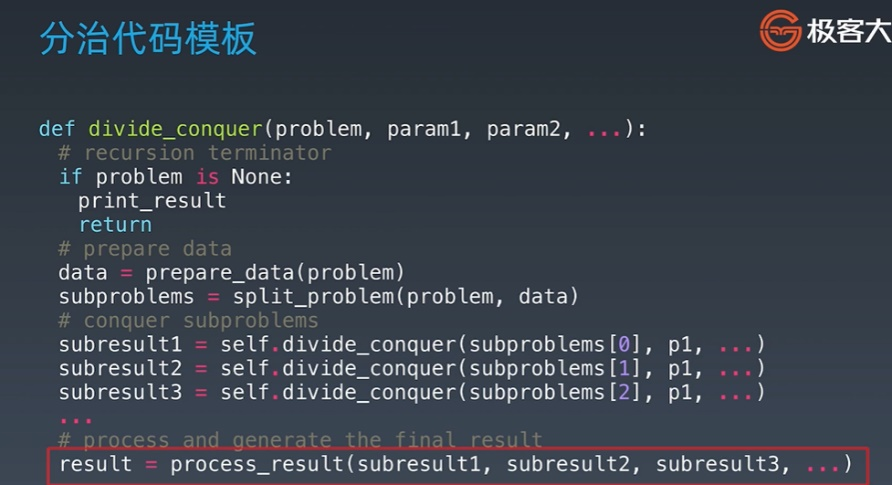 分治代码模板
极客大
def divide_conquer(problem, param1, param2, ...):
  # recursion terminator
  if problem is None:
    print_result
    return
  # prepare data
  data = prepare_data(problem)
  subproblems = split_problem(problem, data)
  # conquer subproblems
  subresult1 = self.divide_conquer(subproblems[0], p1, ...)
  subresult2 = self.divide_conquer(subproblems[1], p1, ...)
  subresult3 = self.divide_conquer(subproblems[2], p1, ...)
  ...
  # process and generate the final result
  result = process_result(subresult1, subresult2, subresult3, ...)